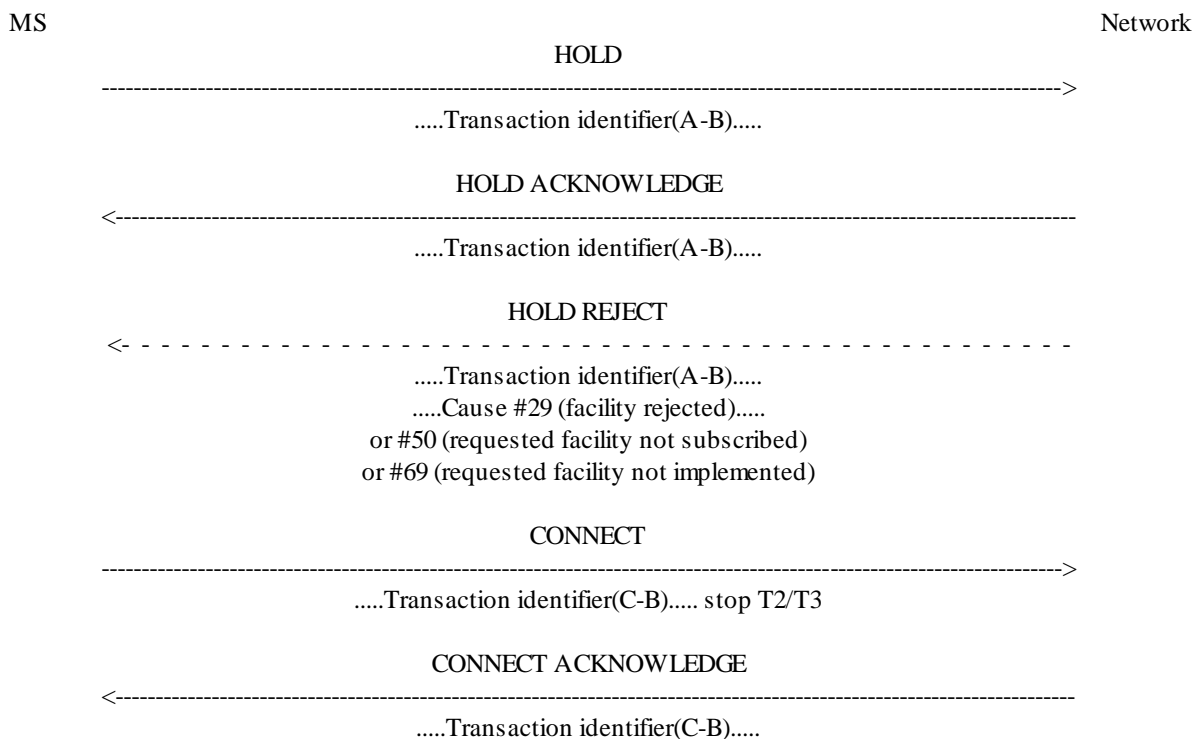 MS Network
HOLD
------------------------------------------------------------------------------------------------------------------------>
.....Transaction identifier(A-B).....
HOLD ACKNOWLEDGE
<------------------------------------------------------------------------------------------------------------------------
.....Transaction identifier(A-B).....
HOLD REJECT
<- - - - - - - - - - - - - - - - - - - - - - - - - - - - - - - - - - - - - - - - - - - - - -
.....Transaction identifier(A-B).....
.....Cause #29 (facility rejected).....
or #50 (requested facility not subscribed)
or #69 (requested facility not implemented)
CONNECT
------------------------------------------------------------------------------------------------------------------------>
.....Transaction identifier(C-B)..... stop T2/T3
CONNECT ACKNOWLEDGE
<------------------------------------------------------------------------------------------------------------------------
.....Transaction identifier(C-B).....